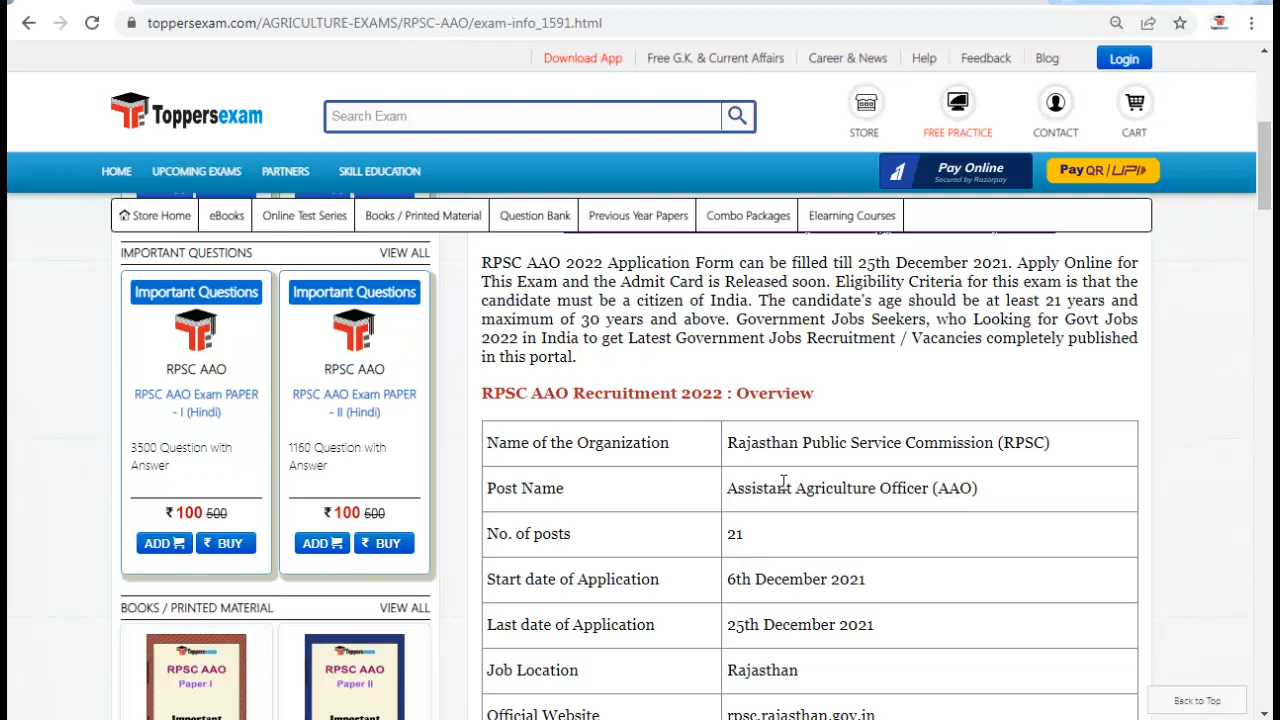 toppersexam.com/AGRICULTURE-EXAMS/RPSC-AAO/exam-info_1591.html
Download App
Free G.K. & Current Affairs
Career & News
Help
Feedback
Blog
Login
Toppersexam
Search Exam
STORE
FREE PRACTICE
CONTACT
CART
HOME
UPCOMING EXAMS
PARTNERS
SKILL EDUCATION
Pay Online
Secured by Razorpay
Pay QR / UPI
Store Home
eBooks
Online Test Series
Books / Printed Material
Question Bank
Previous Year Papers
Combo Packages
Elearning Courses
IMPORTANT QUESTIONS
VIEW ALL
Important Questions
RPSC AAO
RPSC AAO Exam PAPER
- I (Hindi)
3500 Question with
Answer
₹ 100 500
ADD
₹ BUY
Important Questions
RPSC AAO
RPSC AAO Exam PAPER
- II (Hindi)
1160 Question with
Answer
₹ 100 500
ADD
₹ BUY
BOOKS / PRINTED MATERIAL
VIEW ALL
Toppersexam
RPSC AAO
Paper I
Important
Toppersexam
RPSC AAO
Paper II
Important
RPSC AAO 2022 Application Form can be filled till 25th December 2021. Apply Online for
This Exam and the Admit Card is Released soon. Eligibility Criteria for this exam is that the
candidate must be a citizen of India. The candidate's age should be at least 21 years and
maximum of 30 years and above. Government Jobs Seekers, who Looking for Govt Jobs
2022 in India to get Latest Government Jobs Recruitment / Vacancies completely published
in this portal.
RPSC AAO Recruitment 2022 : Overview
Name of the Organization Rajasthan Public Service Commission (RPSC)
Post Name Assistant Agriculture Officer (AAO)
No. of posts 21
Start date of Application 6th December 2021
Last date of Application 25th December 2021
Job Location Rajasthan
Official Website rpsc.rajasthan.gov.in
Back to Top